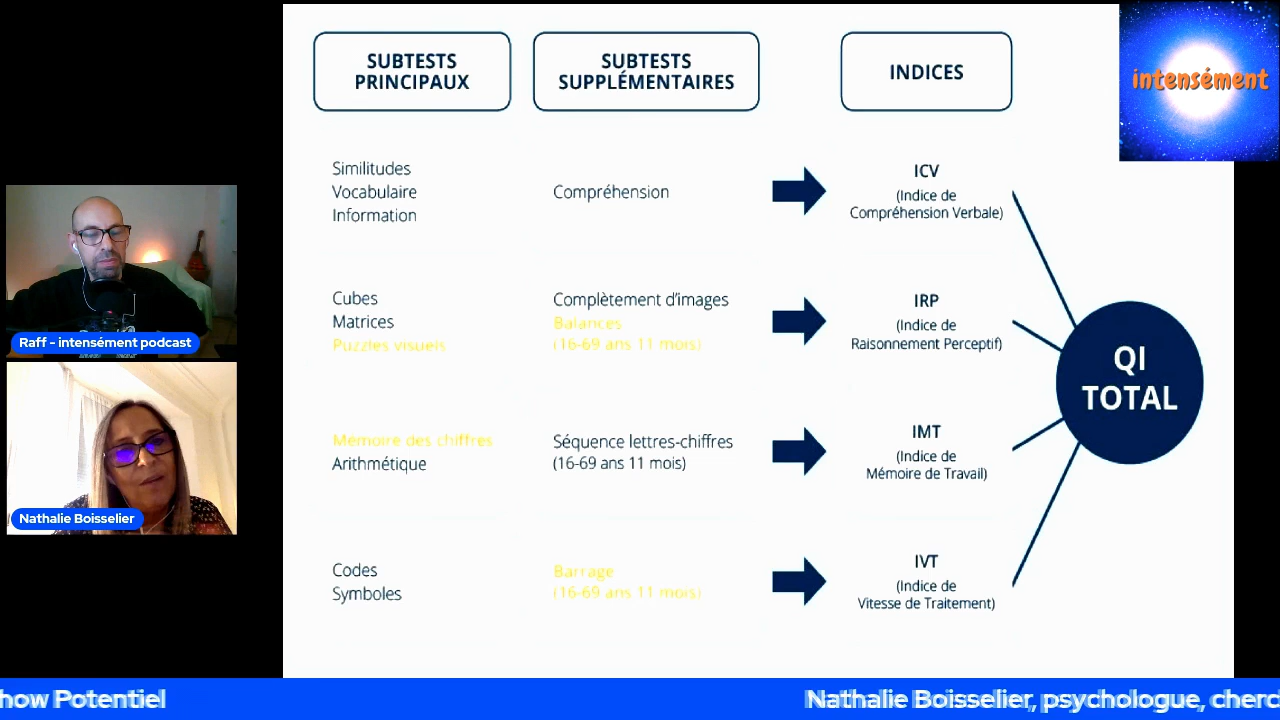 SUBTESTS
PRINCIPAUX
SUBTESTS
SUPPLÉMENTAIRES
INDICES
intensément
Similitudes
Vocabulaire
Information
Compréhension
ICV
(Indice de
Compréhension Verbale)
Cubes
Matrices
Puzzles visuels
Complètement d'images
Balances
(16-69 ans 11 mois)
IRP
(Indice de
Raisonnement Perceptif)
QI
TOTAL
Mémoire des chiffres
Arithmétique
Séquence lettres-chiffres
(16-69 ans 11 mois)
IMT
(Indice de
Mémoire de Travail)
Codes
Symboles
Barrage
(16-69 ans 11 mois)
IVT
(Indice de
Vitesse de Traitement)
Raff - intensément podcast
Nathalie Boisselier
how Potentiel
Nathalie Boisselier, psychologue, cherc